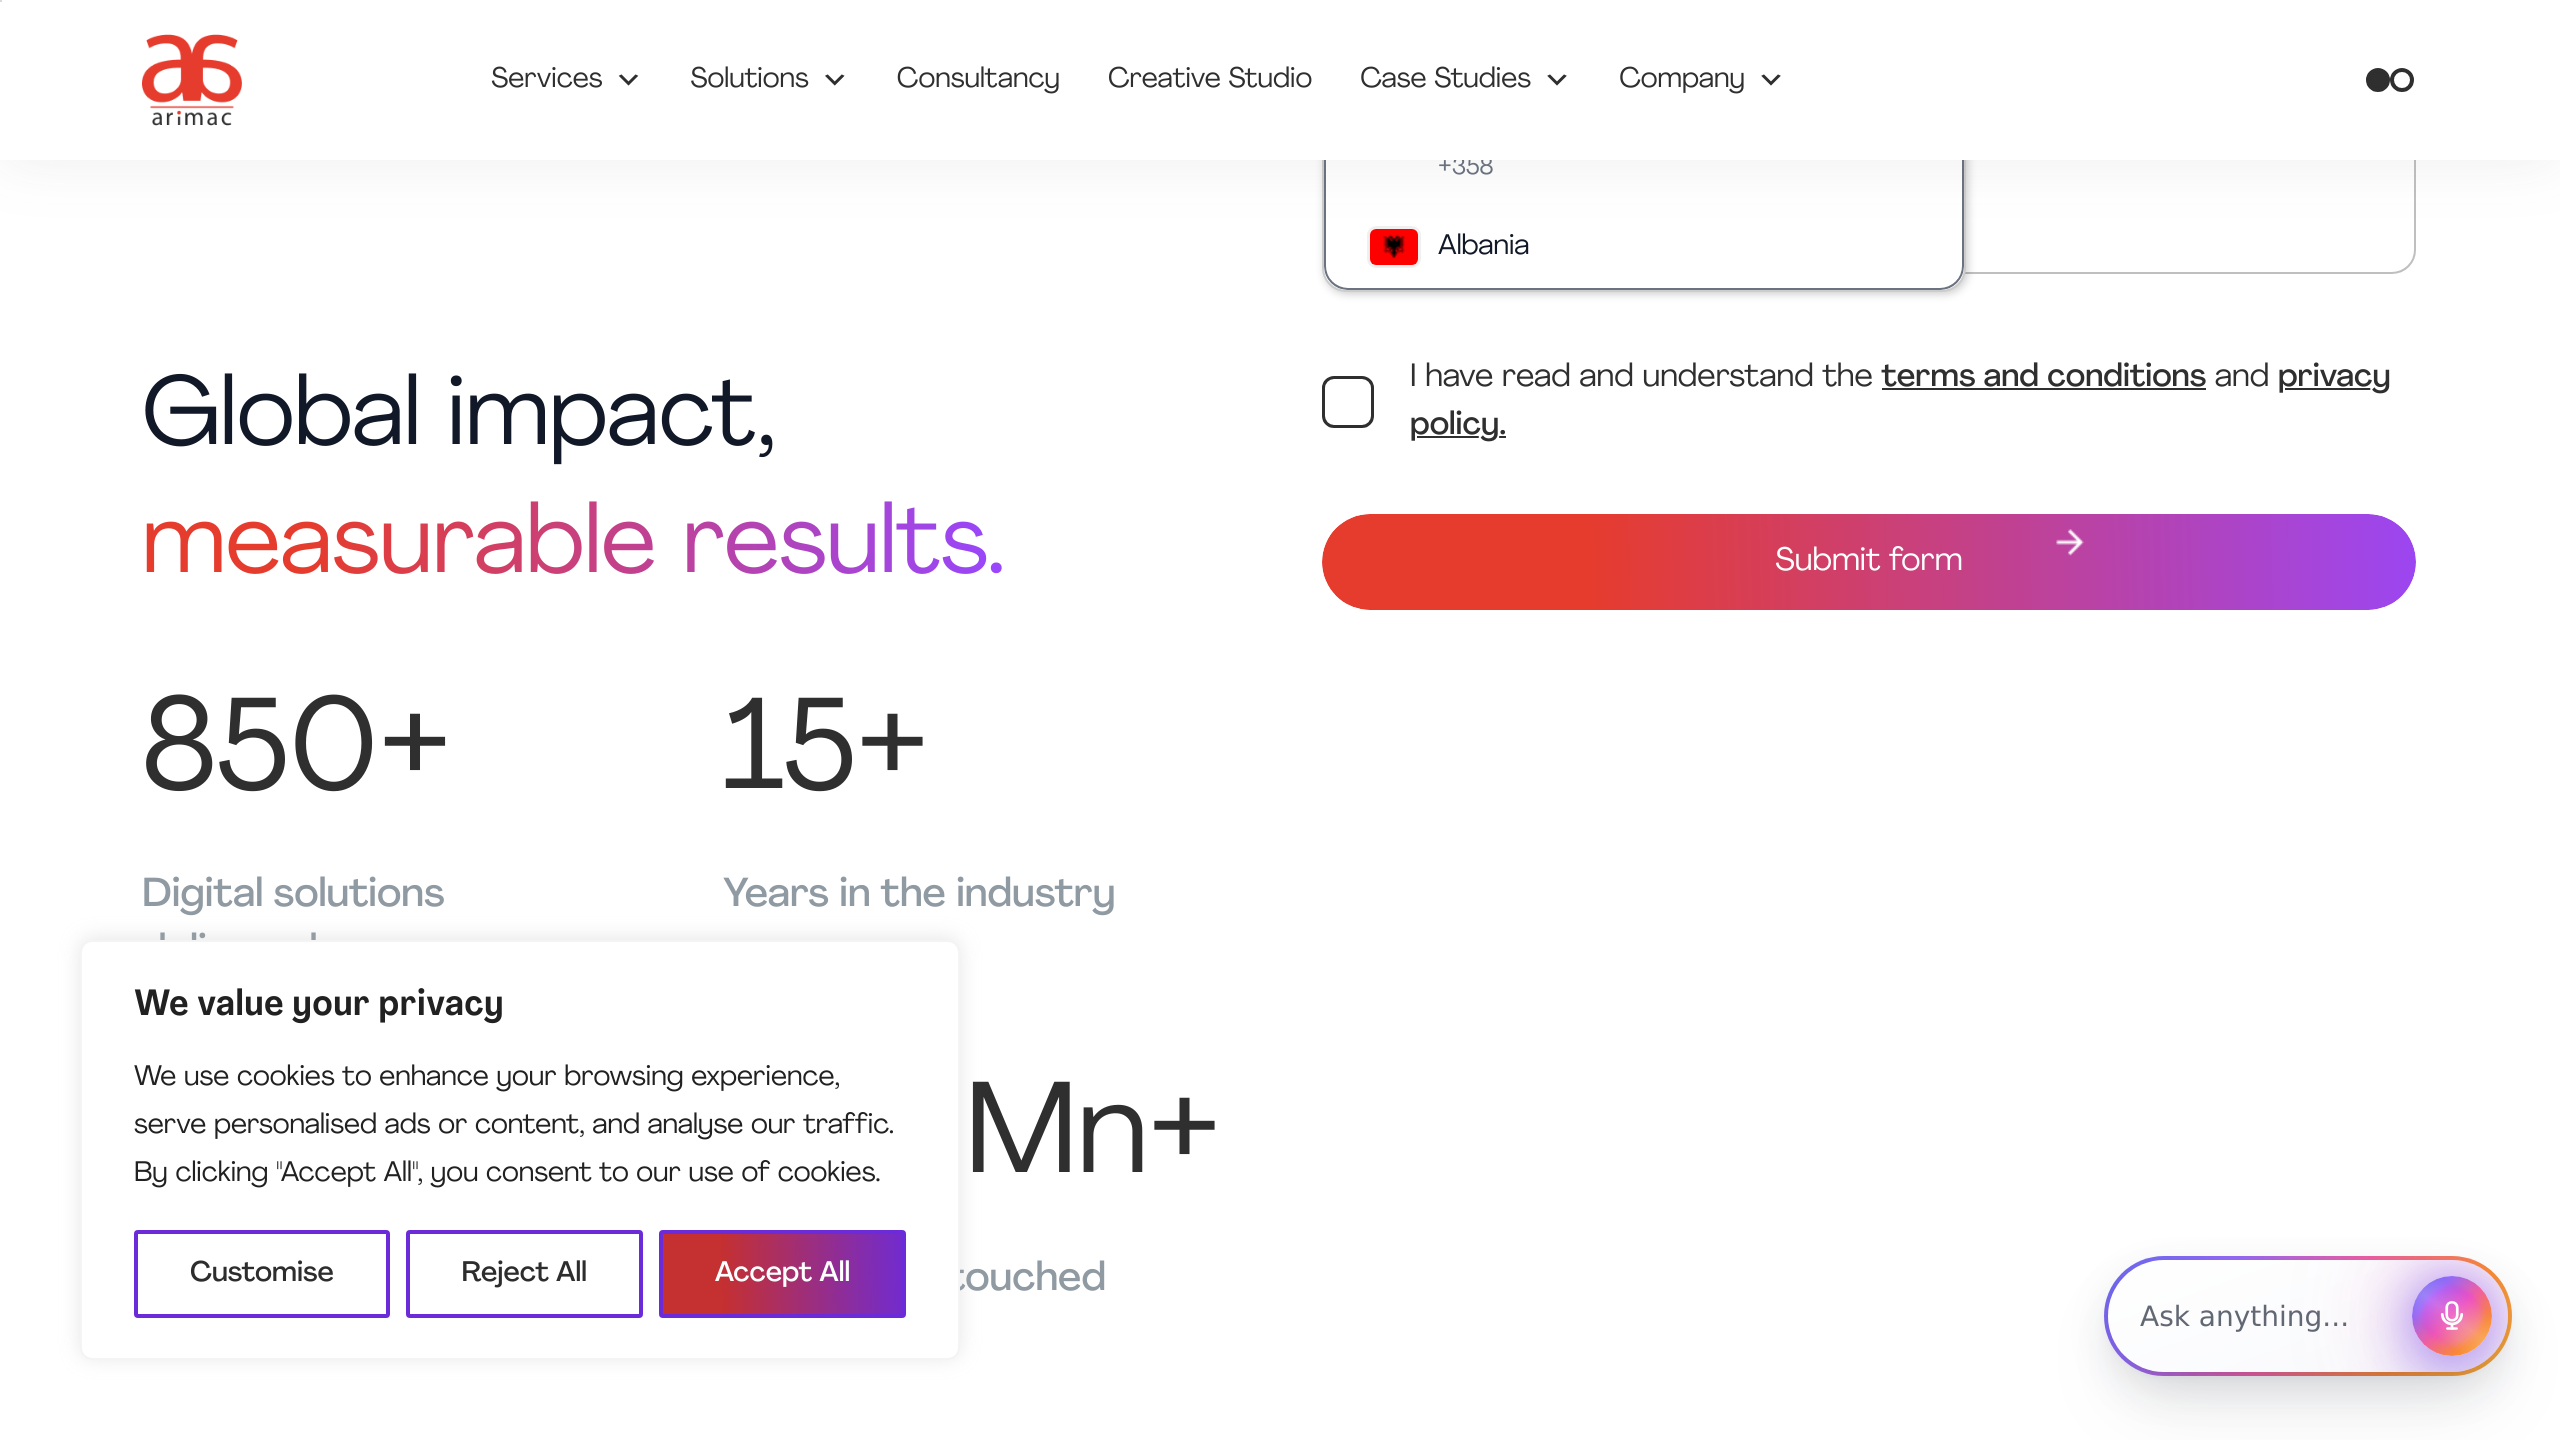 arimac
Services
Solutions
Consultancy
Creative Studio
Case Studies
Company
+358
Albania
I have read and understand the terms and conditions and privacy
policy.
Submit form
Global impact,
measurable results.
850+
15+
Digital solutions
Years in the industry
Mn+
touched
We value your privacy
We use cookies to enhance your browsing experience,
serve personalised ads or content, and analyse our traffic.
By clicking "Accept All", you consent to our use of cookies.
Customise
Reject All
Accept All
Ask anything...